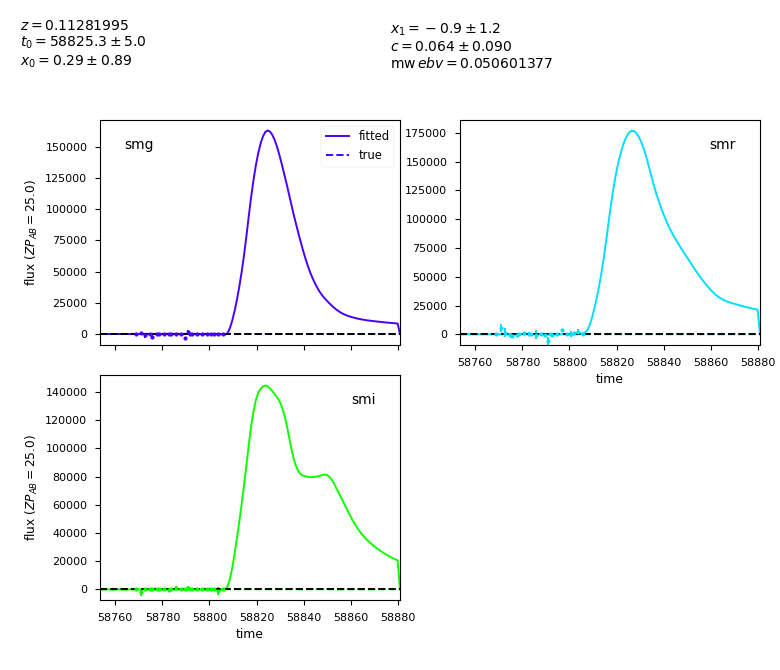 z = 0.11281995
t0 = 58825.3 ± 5.0
x0 = 0.29 ± 0.89
x1 = −0.9 ± 1.2
c = 0.064 ± 0.090
mw ebv = 0.050601377
smg
fitted
true
150000
125000
100000
75000
50000
25000
0
flux (ZPAB = 25.0)
smr
175000
150000
125000
100000
75000
50000
25000
0
58760 58780 58800 58820 58840 58860 58880
time
smi
140000
120000
100000
80000
60000
40000
20000
0
flux (ZPAB = 25.0)
58760 58780 58800 58820 58840 58860 58880
time